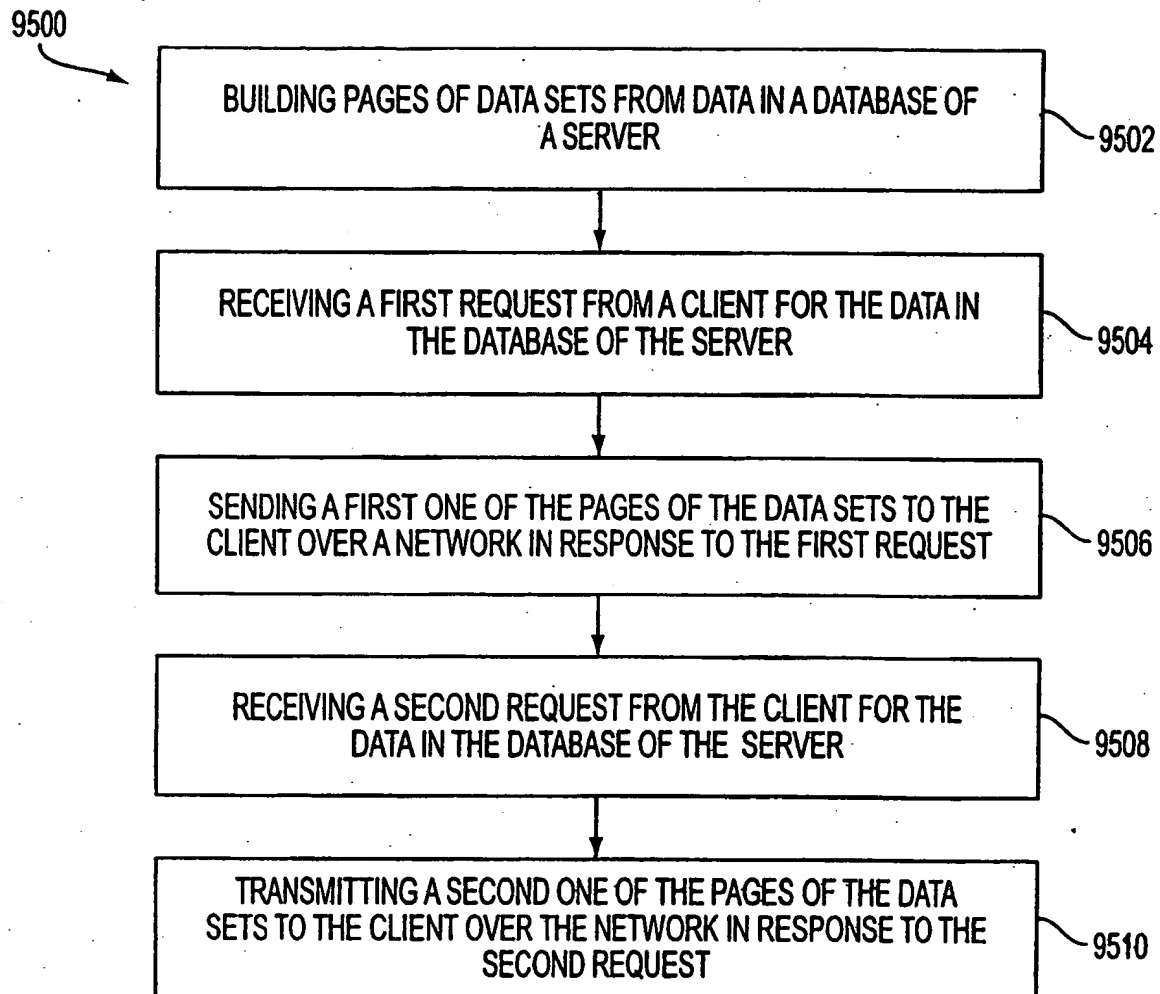 9500
BUILDING PAGES OF DATA SETS FROM DATA IN A DATABASE OF
A SERVER
9502
RECEIVING A FIRST REQUEST FROM A CLIENT FOR THE DATA IN
THE DATABASE OF THE SERVER
9504
SENDING A FIRST ONE OF THE PAGES OF THE DATA SETS TO THE
CLIENT OVER A NETWORK IN RESPONSE TO THE FIRST REQUEST
9506
RECEIVING A SECOND REQUEST FROM THE CLIENT FOR THE
DATA IN THE DATABASE OF THE SERVER
9508
TRANSMITTING A SECOND ONE OF THE PAGES OF THE DATA
SETS TO THE CLIENT OVER THE NETWORK IN RESPONSE TO THE
SECOND REQUEST
9510